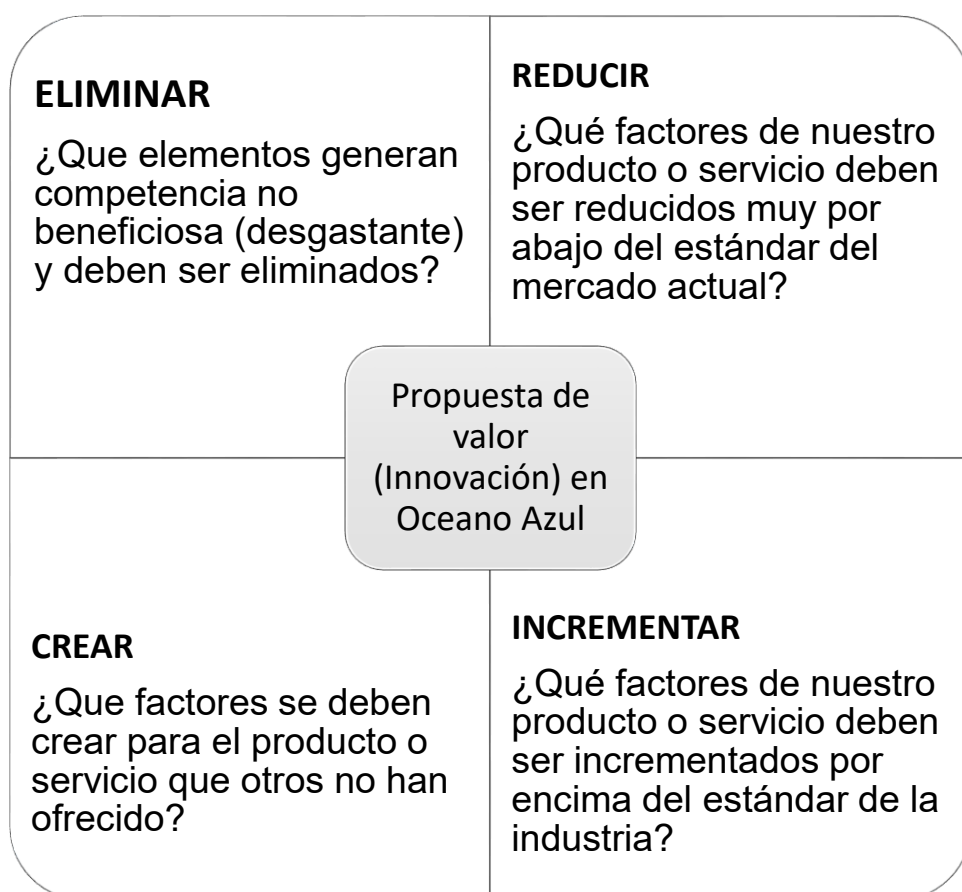 ELIMINAR
¿Que elementos generan
competencia no
beneficiosa (desgastante)
y deben ser eliminados?
REDUCIR
¿Qué factores de nuestro
producto o servicio deben
ser reducidos muy por
abajo del estándar del
mercado actual?
Propuesta de
valor
(Innovación) en
Oceano Azul
CREAR
¿Que factores se deben
crear para el producto o
servicio que otros no han
ofrecido?
INCREMENTAR
¿Qué factores de nuestro
producto o servicio deben
ser incrementados por
encima del estándar de la
industria?